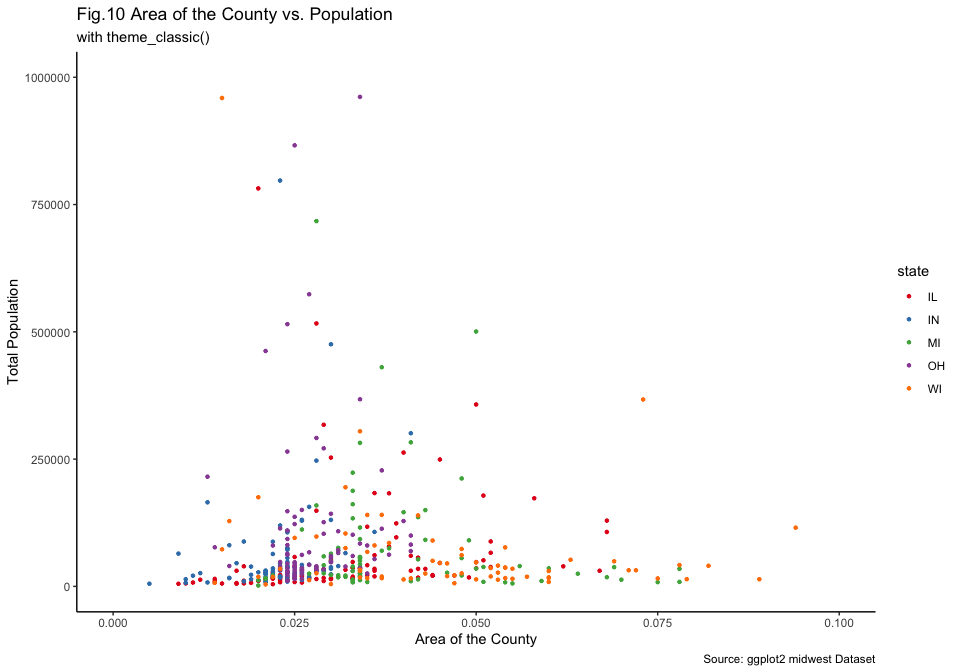 Fig.10 Area of the County vs. Population
with theme_classic()
1000000
750000
500000
250000
0
Total Population
0.000
0.025
0.050
0.075
0.100
Area of the County
state
IL
IN
MI
OH
WI
Source: ggplot2 midwest Dataset